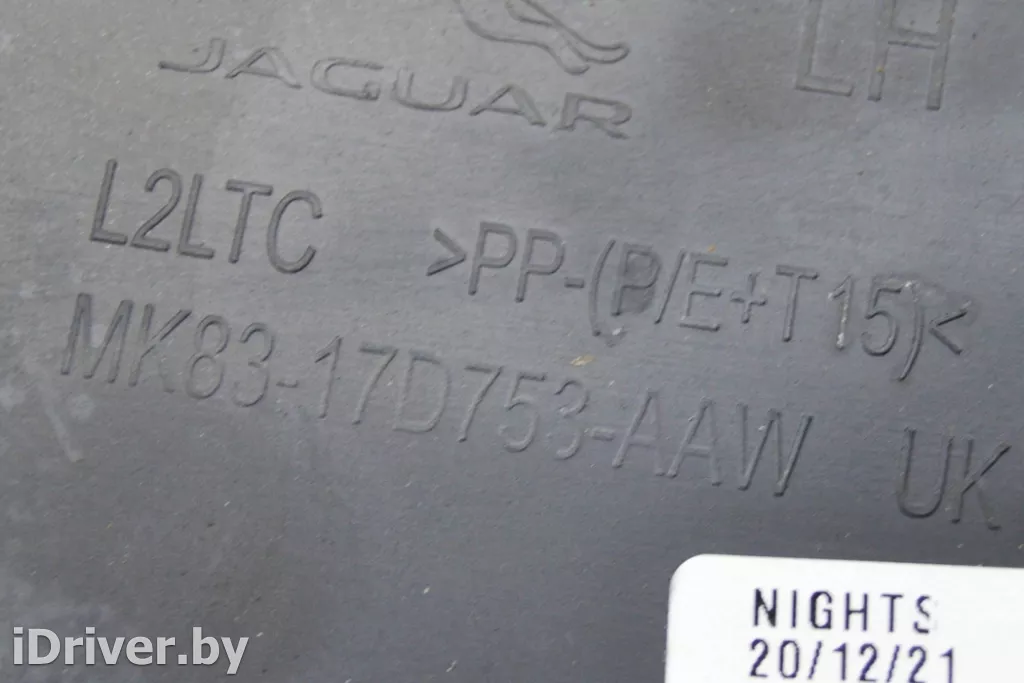 JAGUAR LH
L2LTC >PP-(P/E+T15)<
MK83-17D753-AAW UK
NIGHTS
20/12/21
iDriver.by